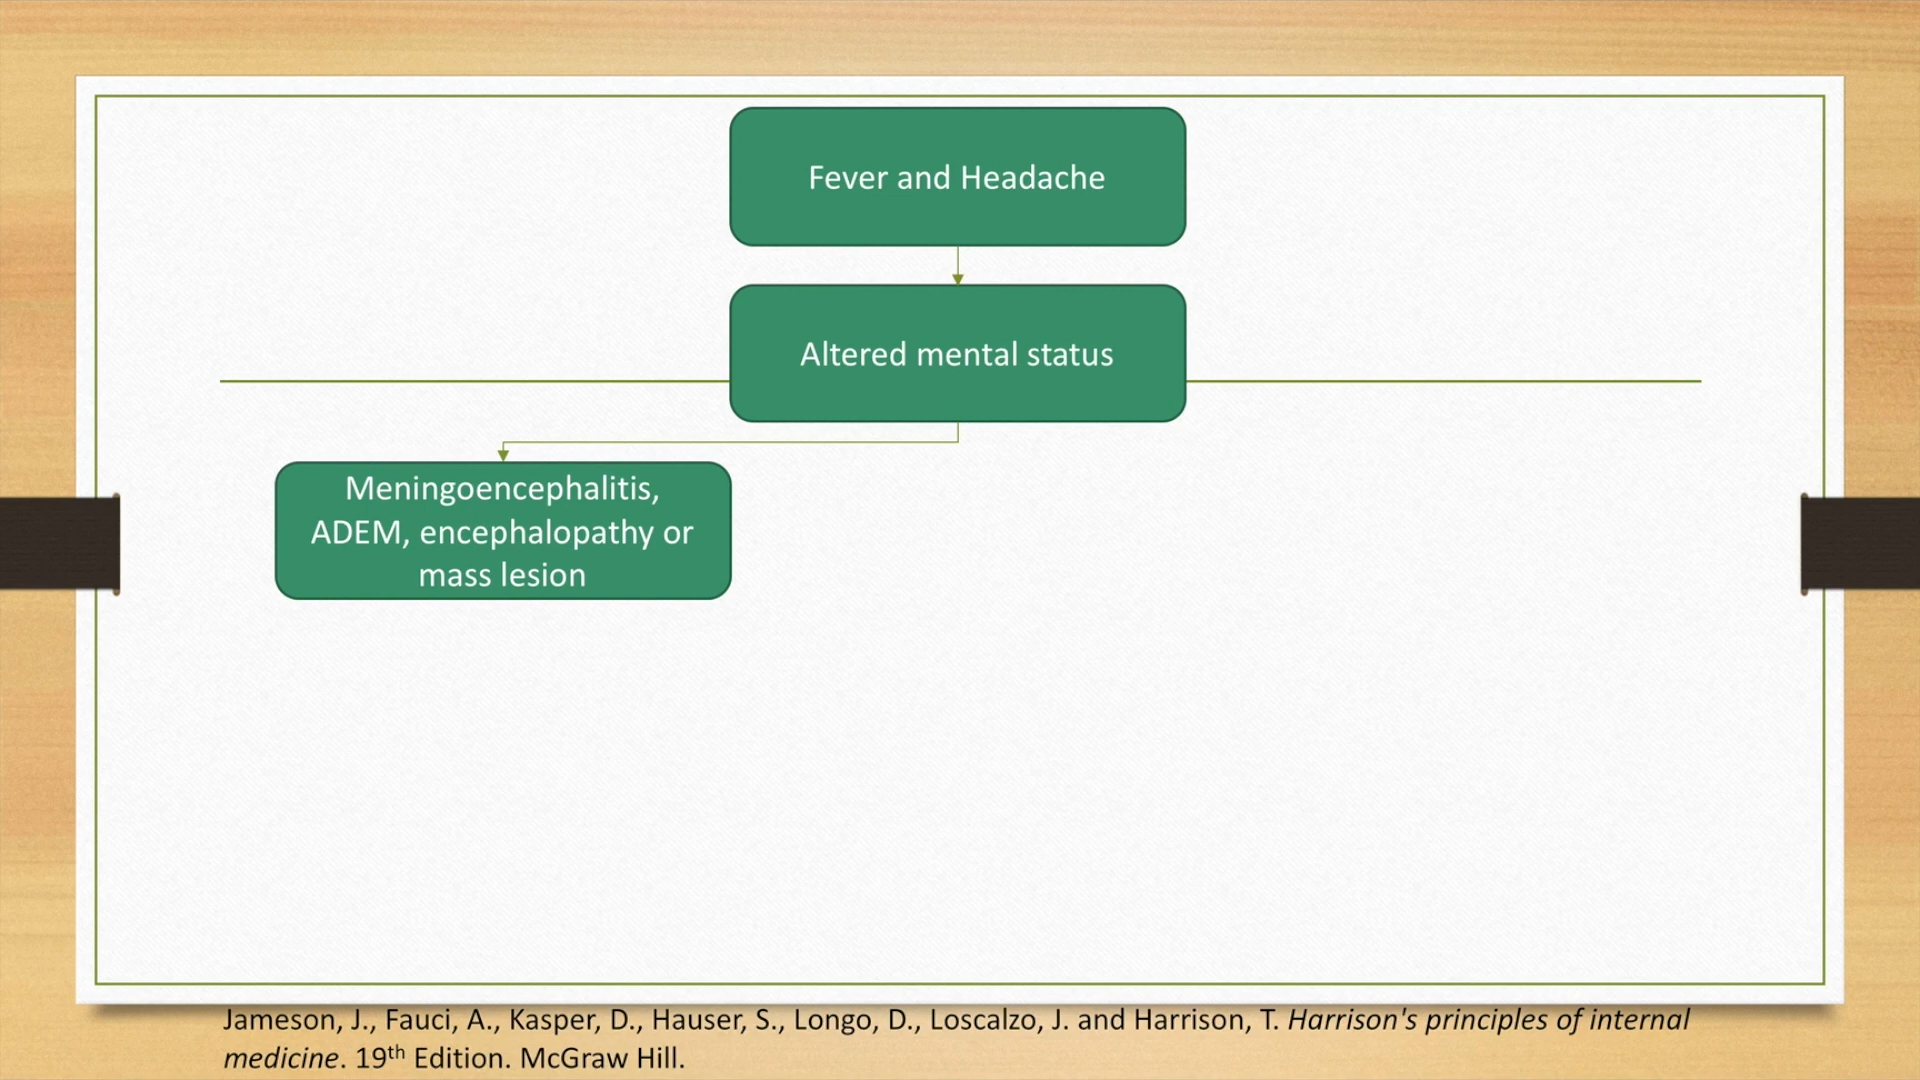 Fever and Headache
Altered mental status
Meningoencephalitis,
ADEM, encephalopathy or
mass lesion
Jameson, J., Fauci, A., Kasper, D., Hauser, S., Longo, D., Loscalzo, J. and Harrison, T. Harrison's principles of internal
medicine. 19th Edition. McGraw Hill.